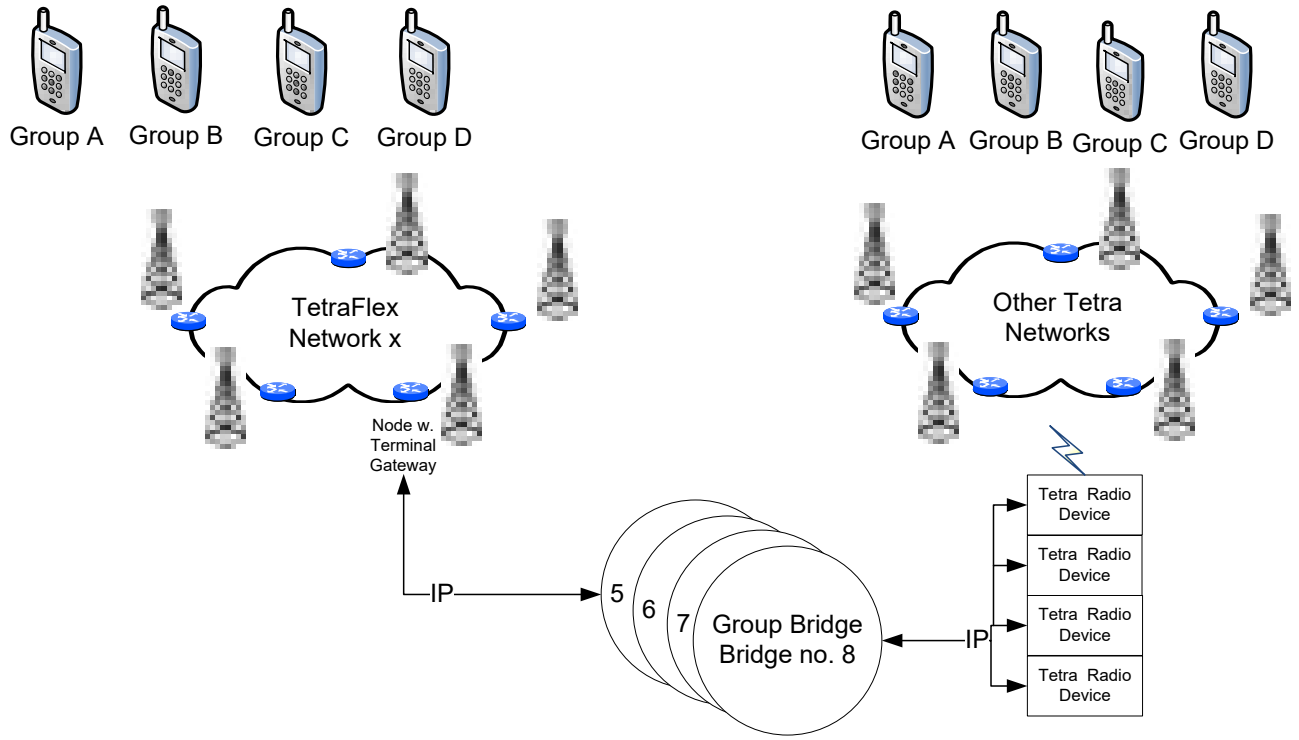 Group A
Group B
Group C
Group D
Group A
Group B
Group C
Group D
TetraFlex
Network x
Other Tetra
Networks
Node w.
Terminal
Gateway
Tetra Radio
Device
Tetra Radio
Device
Tetra Radio
Device
Tetra Radio
Device
IP
5
6
7
Group Bridge
Bridge no. 8
IP